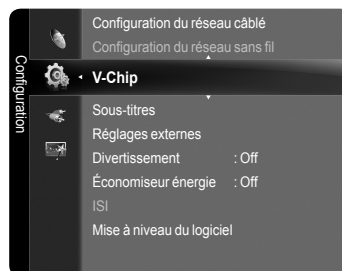 Configuration
Configuration du réseau câblé
Configuration du réseau sans fil
V-Chip
Sous-titres
Réglages externes
Divertissement : Off
Économiseur énergie : Off
ISI
Mise à niveau du logiciel